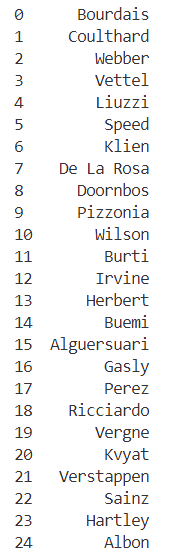 0 Bourdais
1 Coulthard
2 Webber
3 Vettel
4 Liuzzi
5 Speed
6 Klien
7 De La Rosa
8 Doornbos
9 Pizzonia
10 Wilson
11 Burti
12 Irvine
13 Herbert
14 Buemi
15 Alguersuari
16 Gasly
17 Perez
18 Ricciardo
19 Vergne
20 Kvyat
21 Verstappen
22 Sainz
23 Hartley
24 Albon